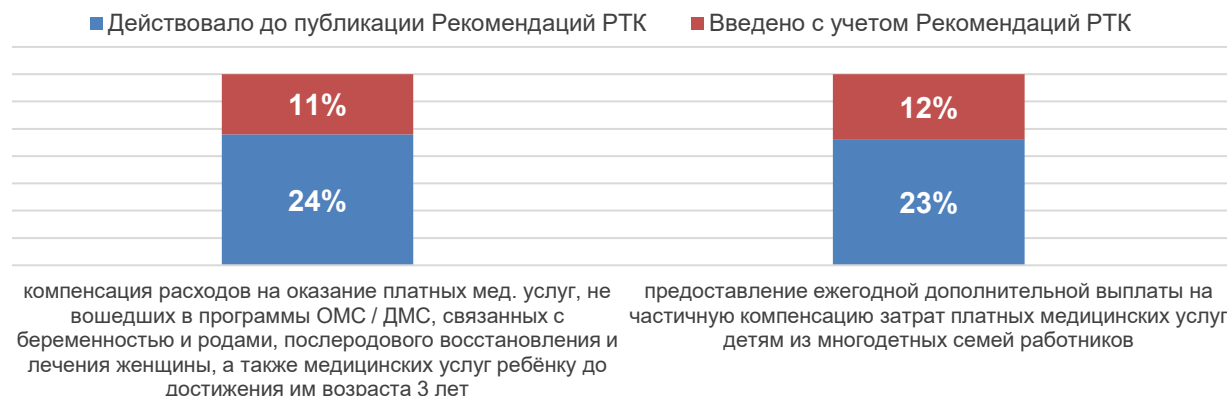 Действовало до публикации Рекомендаций РТК Введено с учетом Рекомендаций РТК
11%
24%
12%
23%
компенсация расходов на оказание платных мед. услуг, не
вошедших в программы ОМС / ДМС, связанных с
беременностью и родами, послеродового восстановления и
лечения женщины, а также медицинских услуг ребёнку до
достижения им возраста 3 лет
предоставление ежегодной дополнительной выплаты на
частичную компенсацию затрат платных медицинских услуг
детям из многодетных семей работников